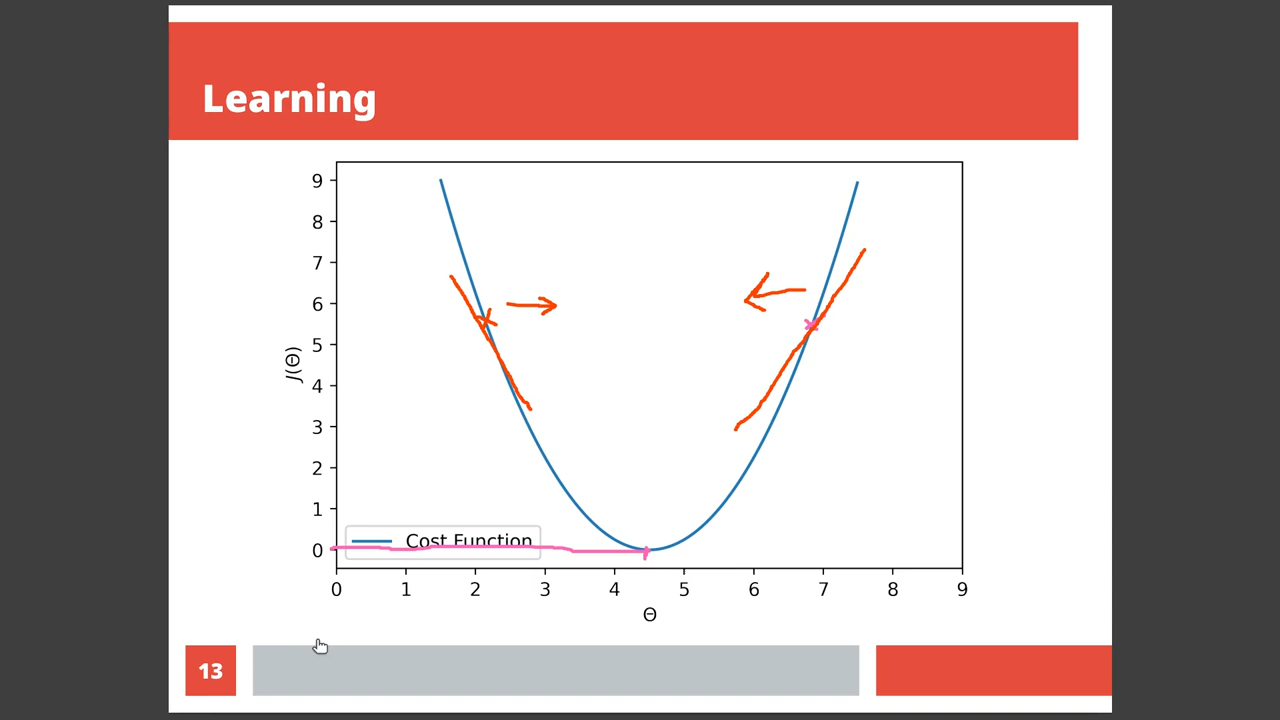 Learning
9
8
7
6
5
4
3
2
1
0
J(Θ)
Cost Function
0 1 2 3 4 5 6 7 8 9
Θ
13